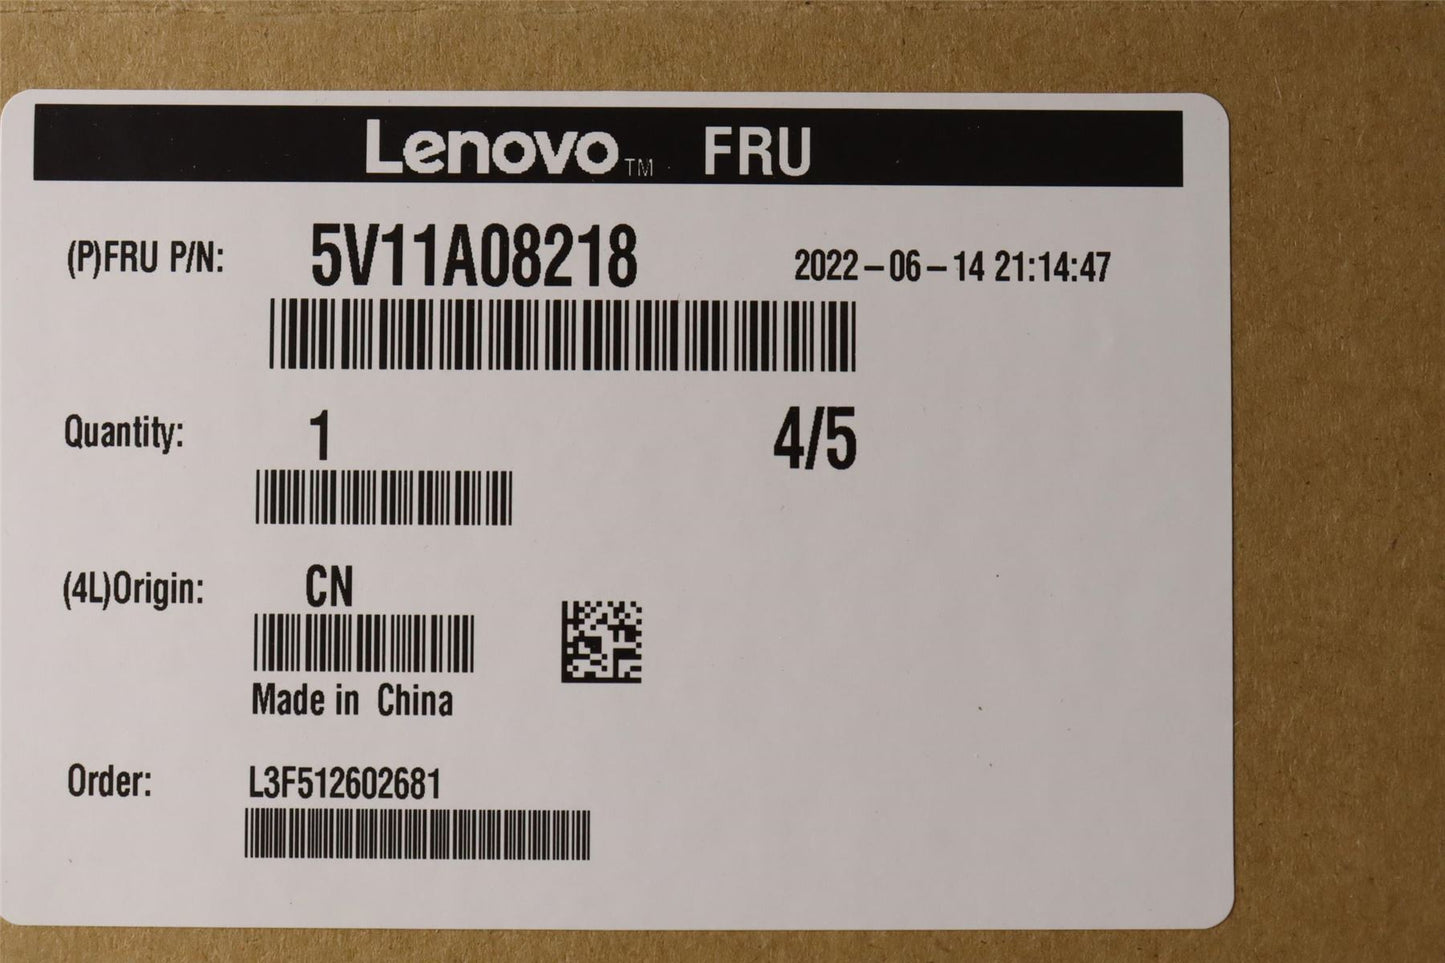 Lenovo™ FRU
(P)FRU P/N: 5V11A08218 2022-06-14 21:14:47
Quantity: 1 4/5
(4L)Origin: CN
Made in China
Order: L3F512602681